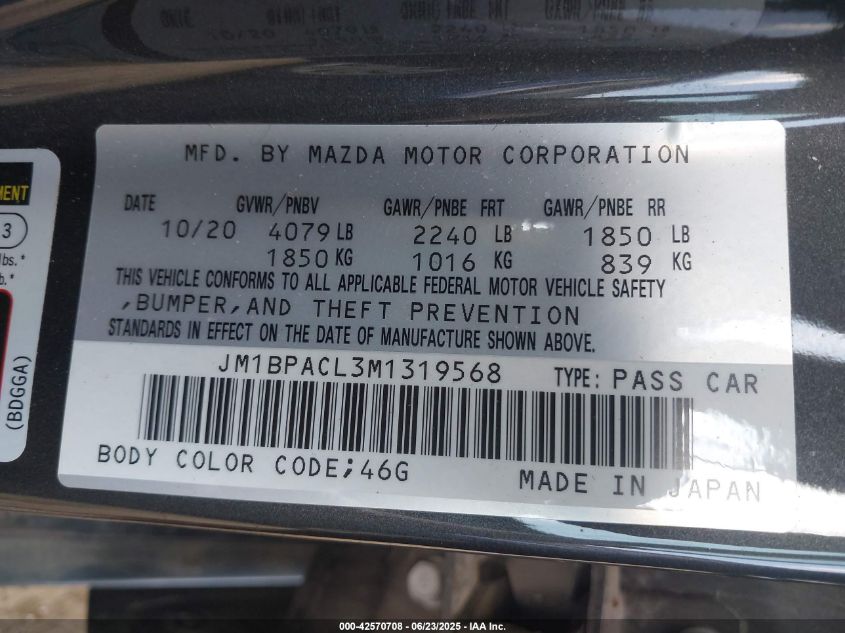 MFD. BY MAZDA MOTOR CORPORATION
DATE GVWR/PNBV GAWR/PNBE FRT GAWR/PNBE RR
10/20 4079 LB 2240 LB 1850 LB
1850 KG 1016 KG 839 KG
THIS VEHICLE CONFORMS TO ALL APPLICABLE FEDERAL MOTOR VEHICLE SAFETY
,BUMPER,AND THEFT PREVENTION
STANDARDS IN EFFECT ON THE DATE OF MANUFACTURE SHOWN ABOVE.
JM1BPACL3M1319568 TYPE: PASS CAR
BODY COLOR CODE;46G MADE IN JAPAN
MENT
3
lbs.*
b.*
(BDGGA)
000-42570708 - 06/23/2025 - IAA Inc.